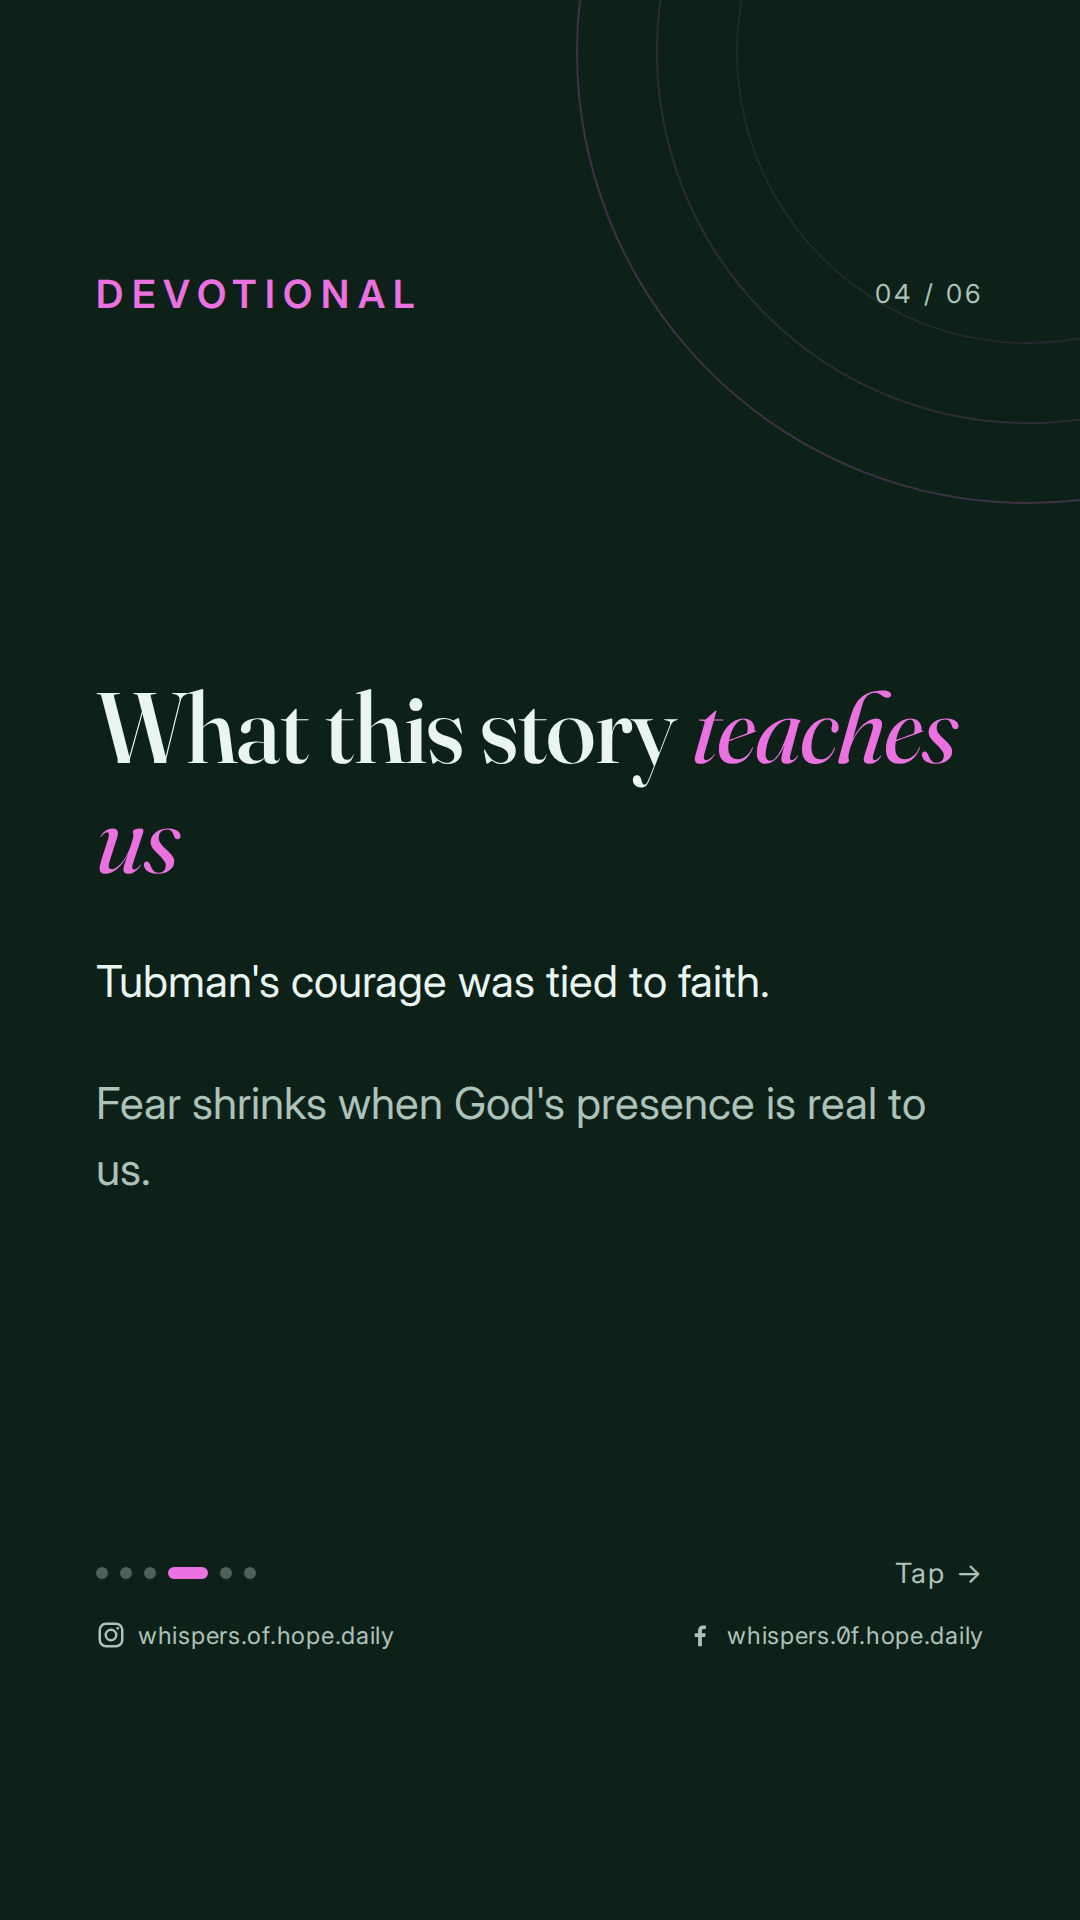 DEVOTIONAL
04 / 06
What this story teaches
us
Tubman's courage was tied to faith.
Fear shrinks when God's presence is real to
us.
Tap →
whispers.of.hope.daily
whispers.0f.hope.daily